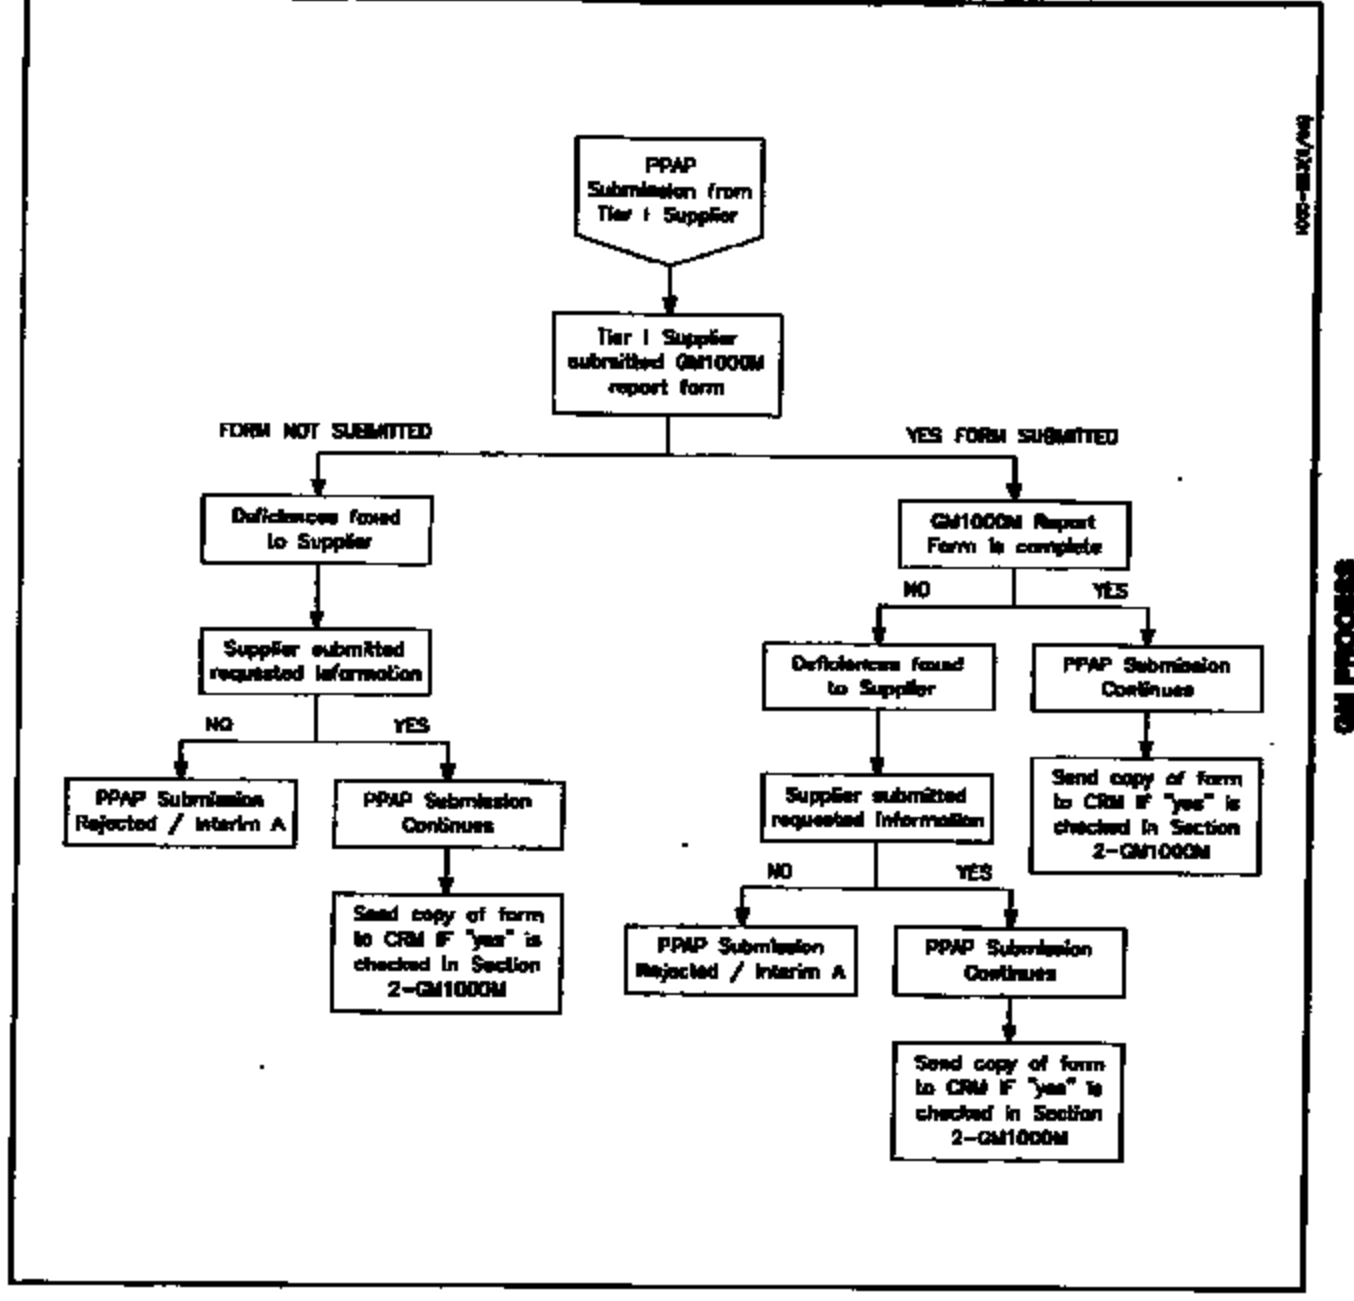 PPAP
Submission from
Tier I Supplier
Tier I Supplier
submitted GM1000M
report form
FORM NOT SUBMITTED
YES FORM SUBMITTED
Deficiences faxed
to Supplier
GM1000M Report
Form is complete
NO
YES
Supplier submitted
requested information
Deficiences faxed
to Supplier
PPAP Submission
Continues
NO
YES
PPAP Submission
Rejected / Interim A
PPAP Submission
Continues
Supplier submitted
requested information
Send copy of form
to CRM IF "yes" is
checked in Section
2-GM1000M
NO
YES
Send copy of form
to CRM IF "yes" is
checked in Section
2-GM1000M
PPAP Submission
Rejected / Interim A
PPAP Submission
Continues
Send copy of form
to CRM IF "yes" is
checked in Section
2-GM1000M
GM PROCESS